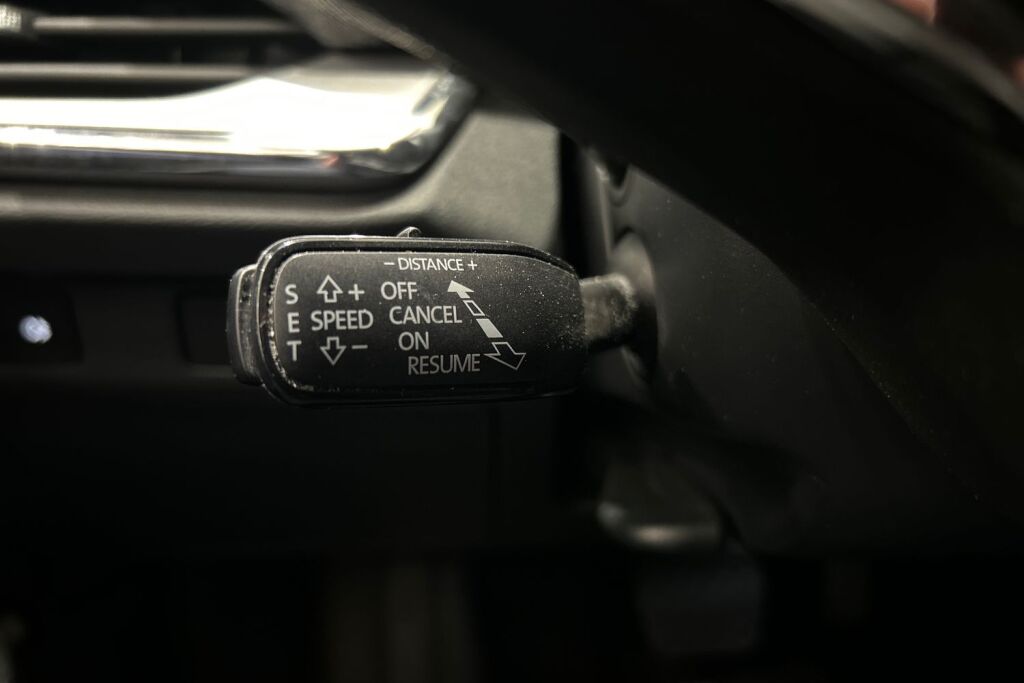 − DISTANCE +
S + OFF
E SPEED CANCEL
T − ON
RESUME